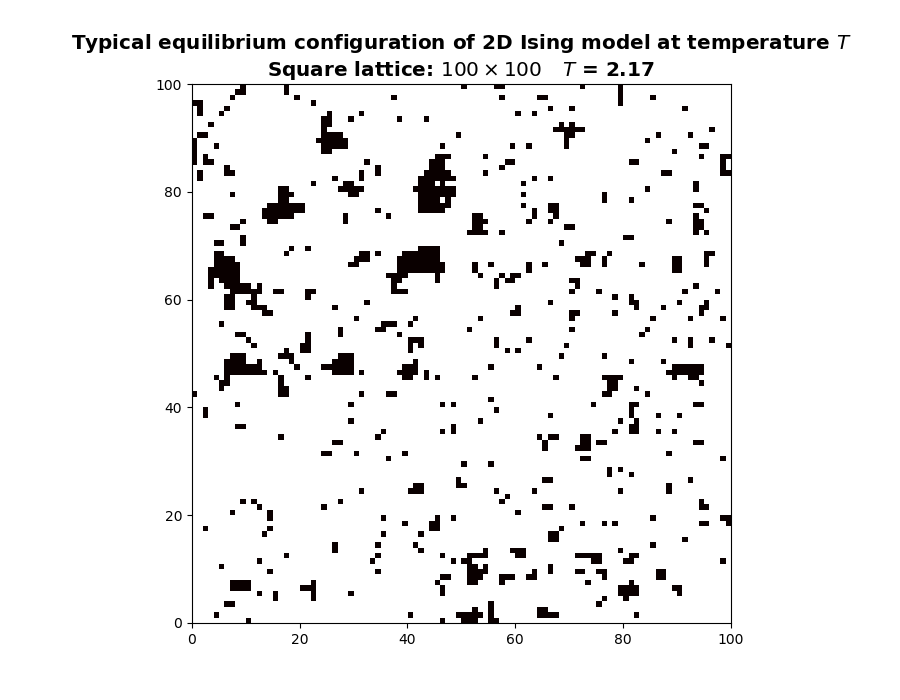 Typical equilibrium configuration of 2D Ising model at temperature T
Square lattice: 100 × 100 T = 2.17
100
80
60
40
20
0
0 20 40 60 80 100